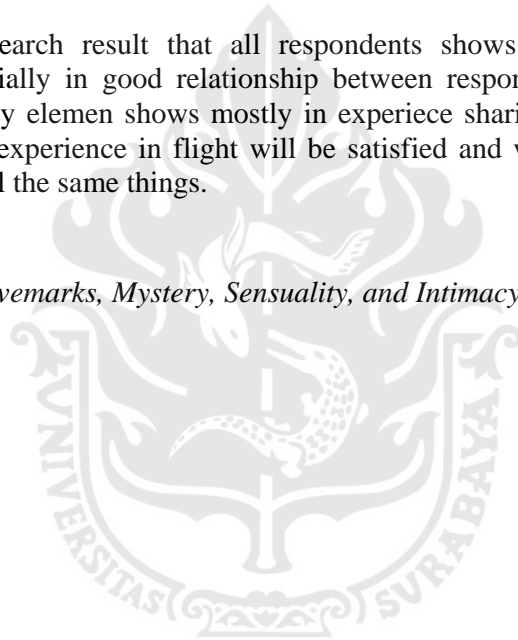 earch result that all respondents shows
ially in good relationship between respon
y elemen shows mostly in experiece shari
experience in flight will be satisfied and
l the same things.
vemarks, Mystery, Sensuality, and Intimacy
UNIVERSITAS SURABAYA